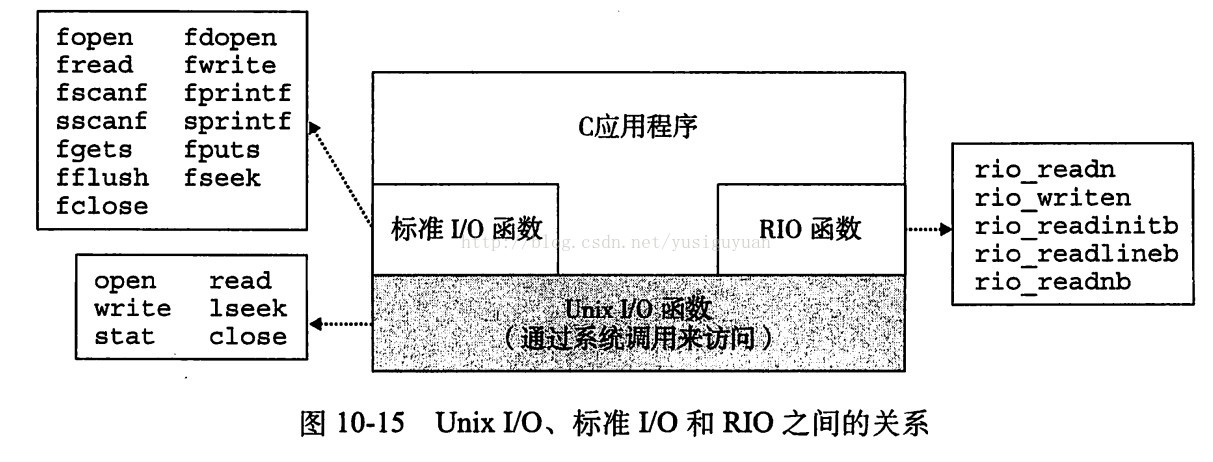 fopen fdopen
fread fwrite
fscanf fprintf
sscanf sprintf
fgets fputs
fflush fseek
fclose
open read
write lseek
stat close
C应用程序
标准 I/O 函数
RIO 函数
http://blog.csdn.net/yusiguyuan
Unix I/O 函数
(通过系统调用来访问)
rio_readn
rio_writen
rio_readinitb
rio_readlineb
rio_readnb
图 10-15 Unix I/O、标准 I/O 和 RIO 之间的关系